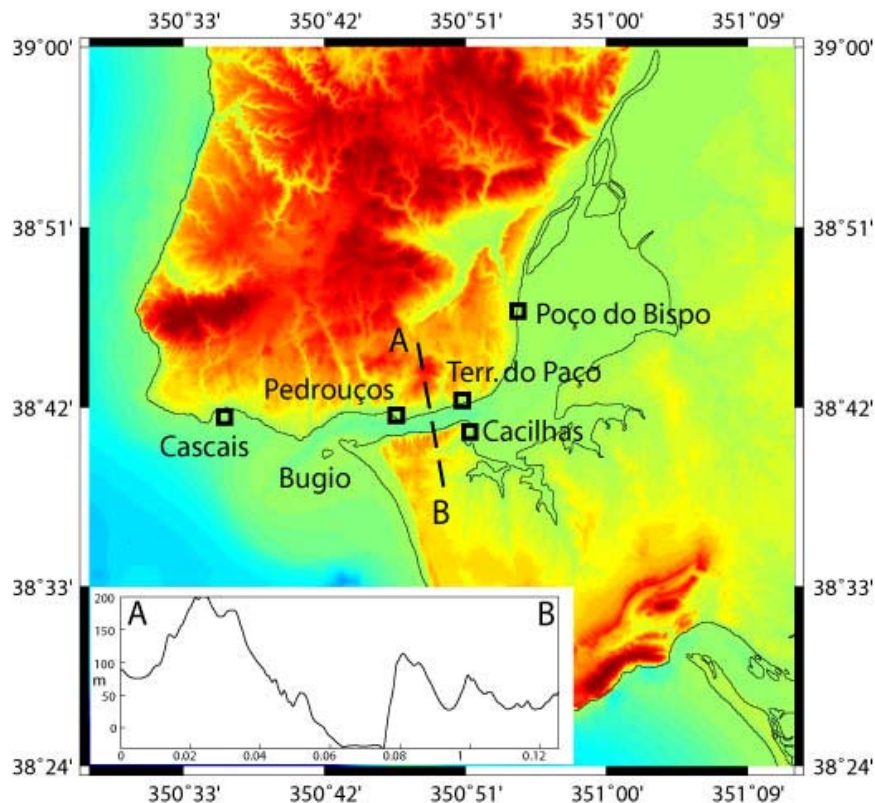 350°33' 350°42' 350°51' 351°00' 351°09'
39°00' 39°00'
38°51' 38°51'
Poço do Bispo
A
Terr. do Paço
Pedrouços
38°42' 38°42'
Cascais
Cacilhas
Bugio
B
38°33' 38°33'
200
A B
150
100
m
50
0
0 0.02 0.04 0.06 0.08 1 0.12
38°24' 38°24'
350°33' 350°42' 350°51' 351°00' 351°09'